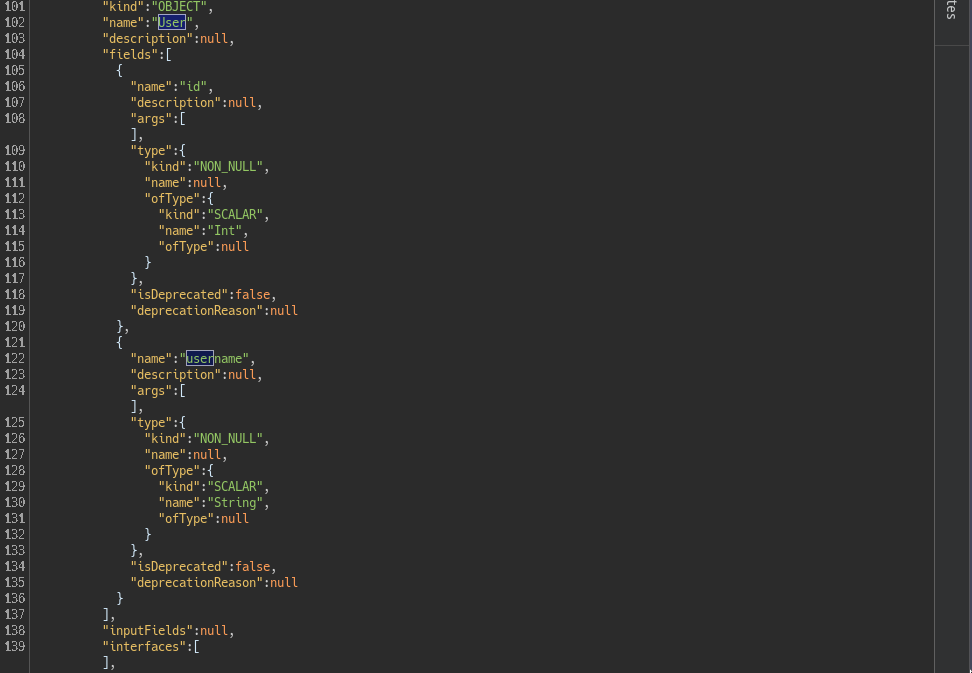 101 "kind":"OBJECT",
102 "name":"User",
103 "description":null,
104 "fields":[
105 {
106 "name":"id",
107 "description":null,
108 "args":[
],
109 "type":{
110 "kind":"NON_NULL",
111 "name":null,
112 "ofType":{
113 "kind":"SCALAR",
114 "name":"Int",
115 "ofType":null
116 }
117 },
118 "isDeprecated":false,
119 "deprecationReason":null
120 },
121 {
122 "name":"username",
123 "description":null,
124 "args":[
],
125 "type":{
126 "kind":"NON_NULL",
127 "name":null,
128 "ofType":{
129 "kind":"SCALAR",
130 "name":"String",
131 "ofType":null
132 }
133 },
134 "isDeprecated":false,
135 "deprecationReason":null
136 }
137 ],
138 "inputFields":null,
139 "interfaces":[
],
tes